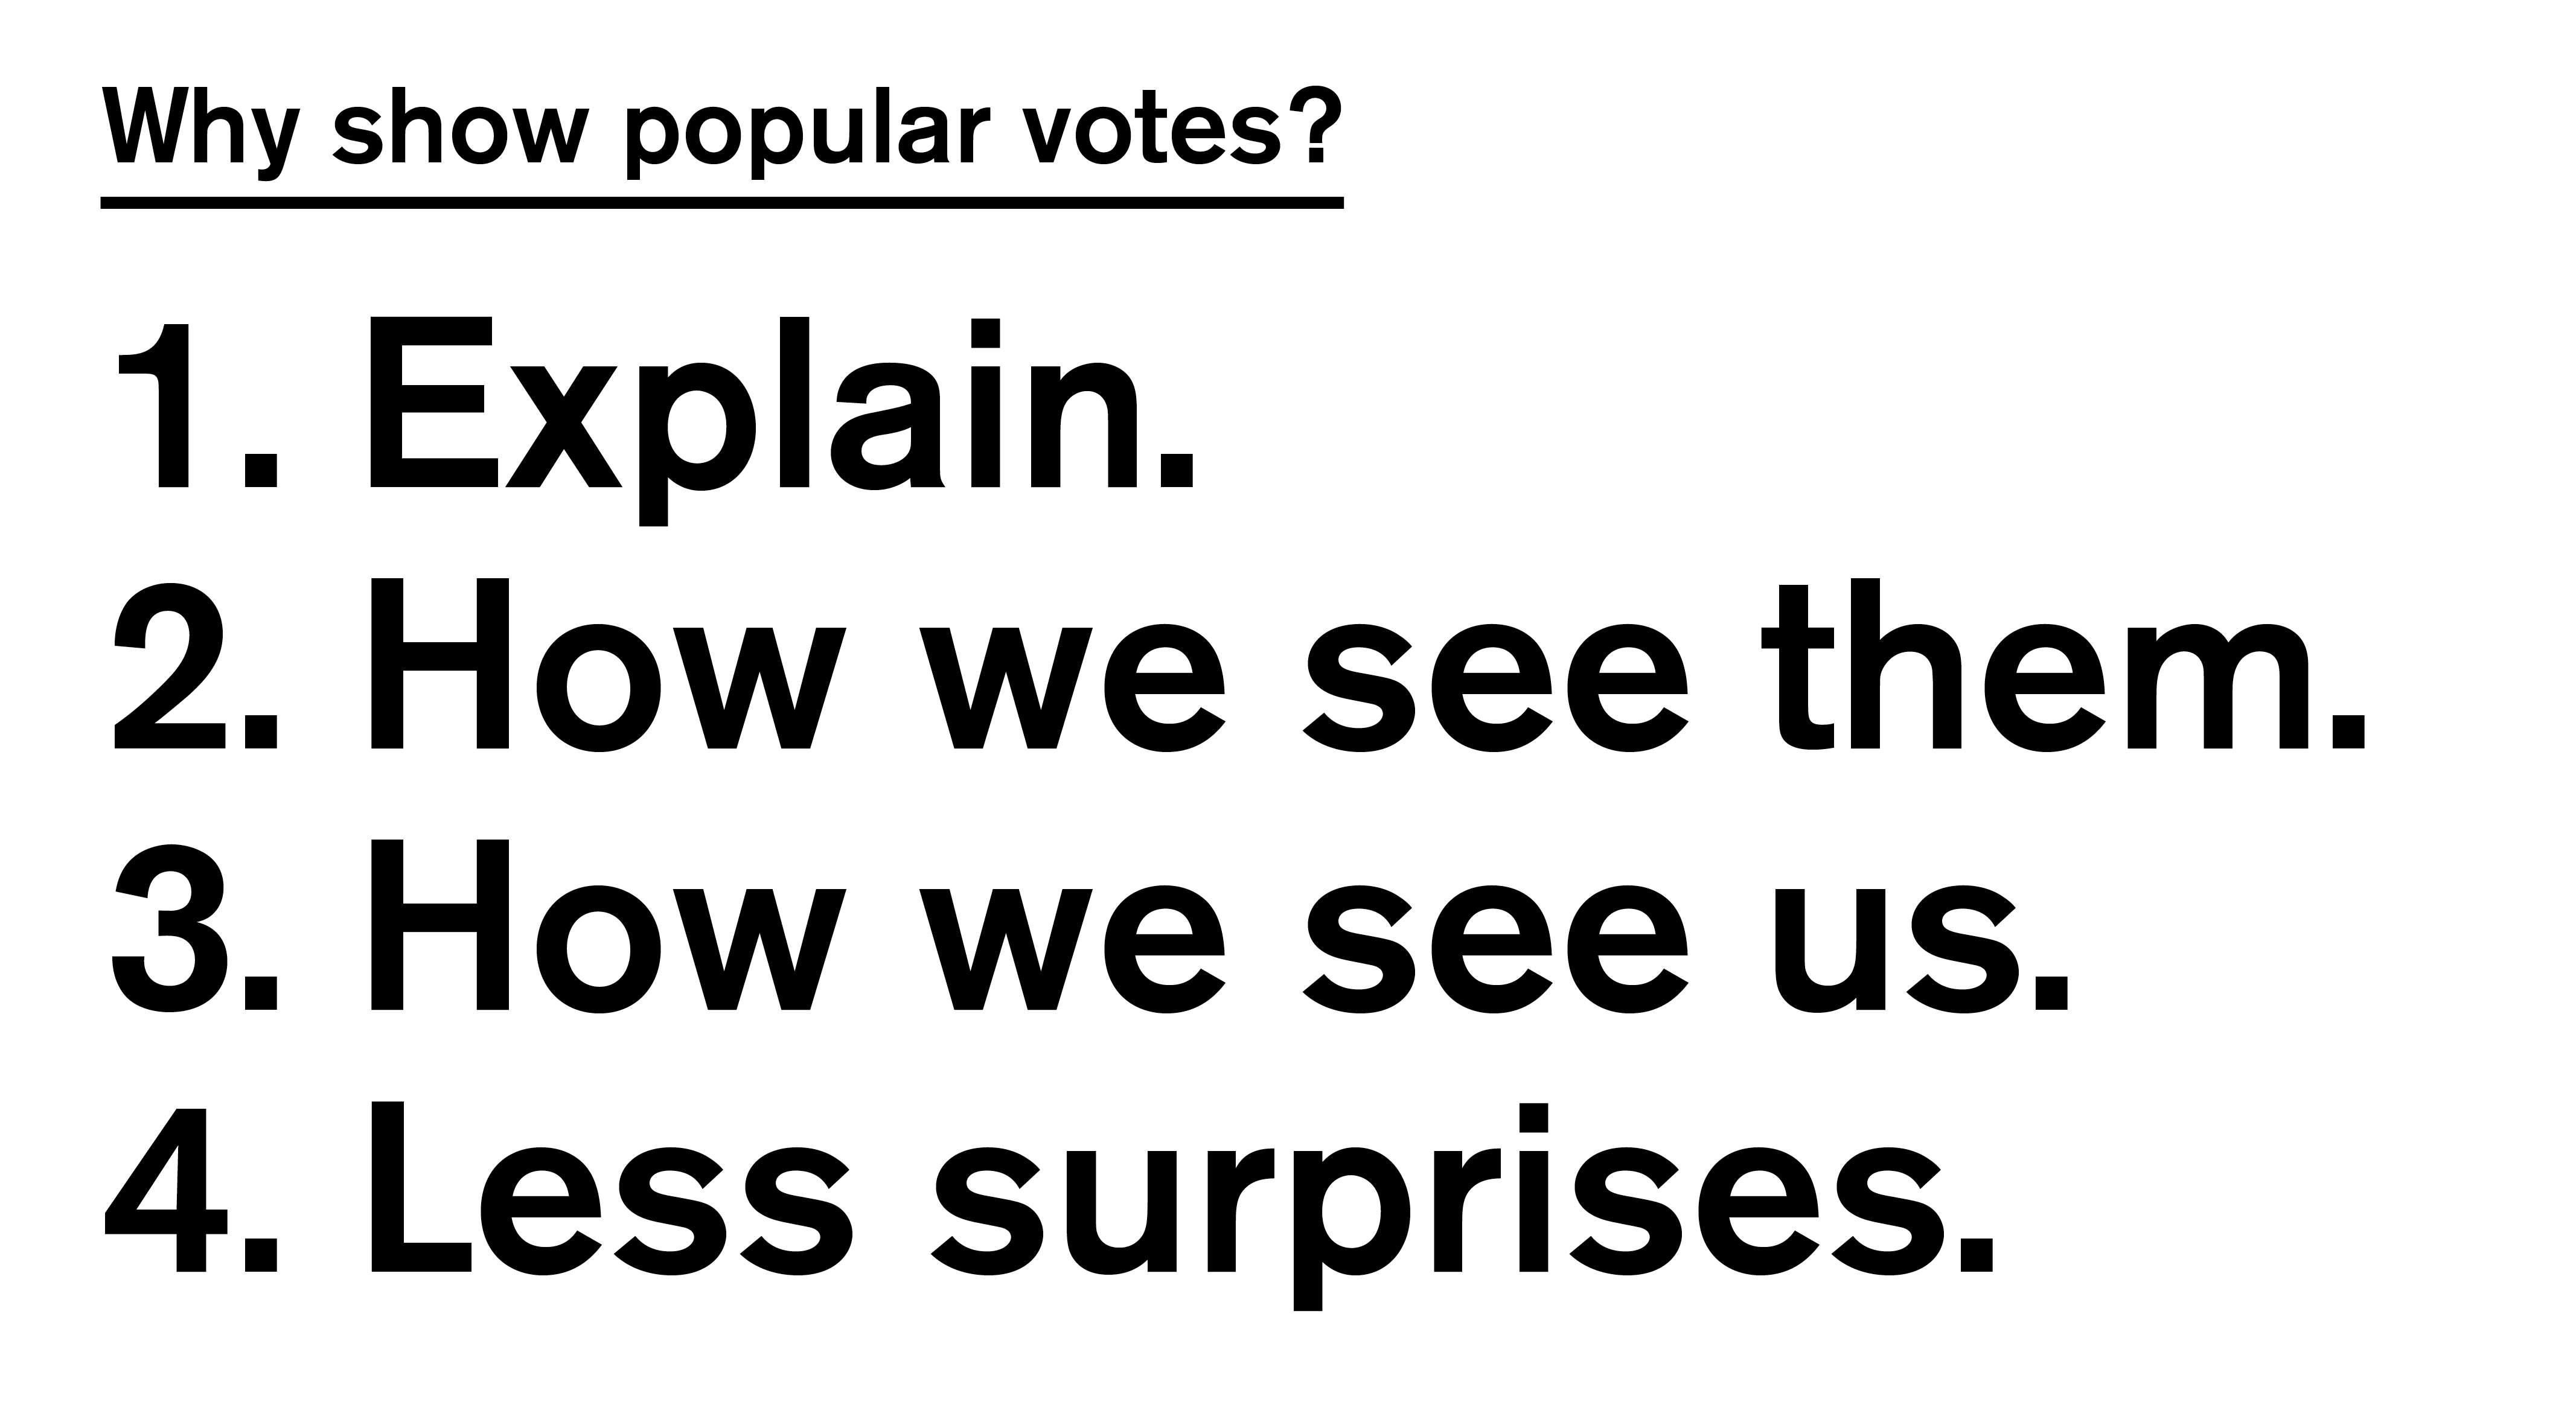 Why show popular votes?
1. Explain.
2. How we see them.
3. How we see us.
4. Less surprises.